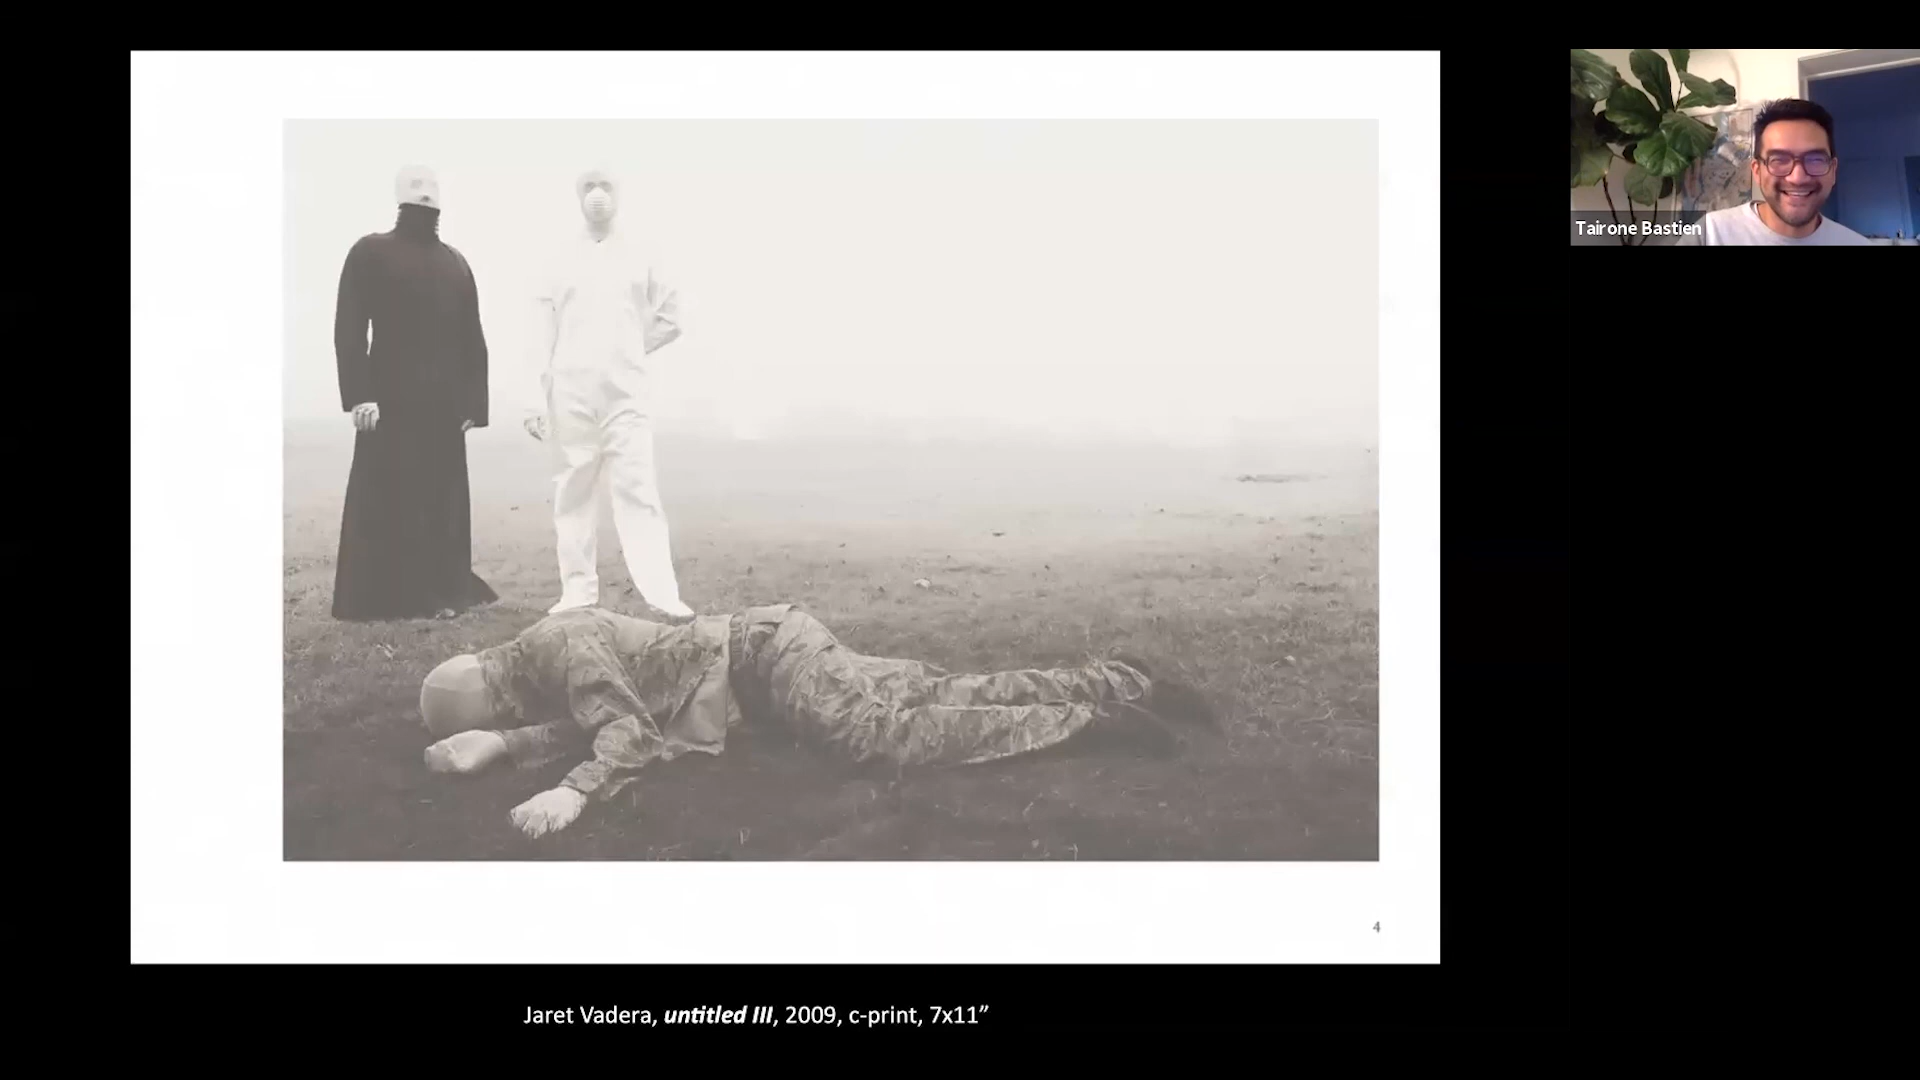 Tairone Bastien
4
Jaret Vadera, untitled III, 2009, c-print, 7x11”